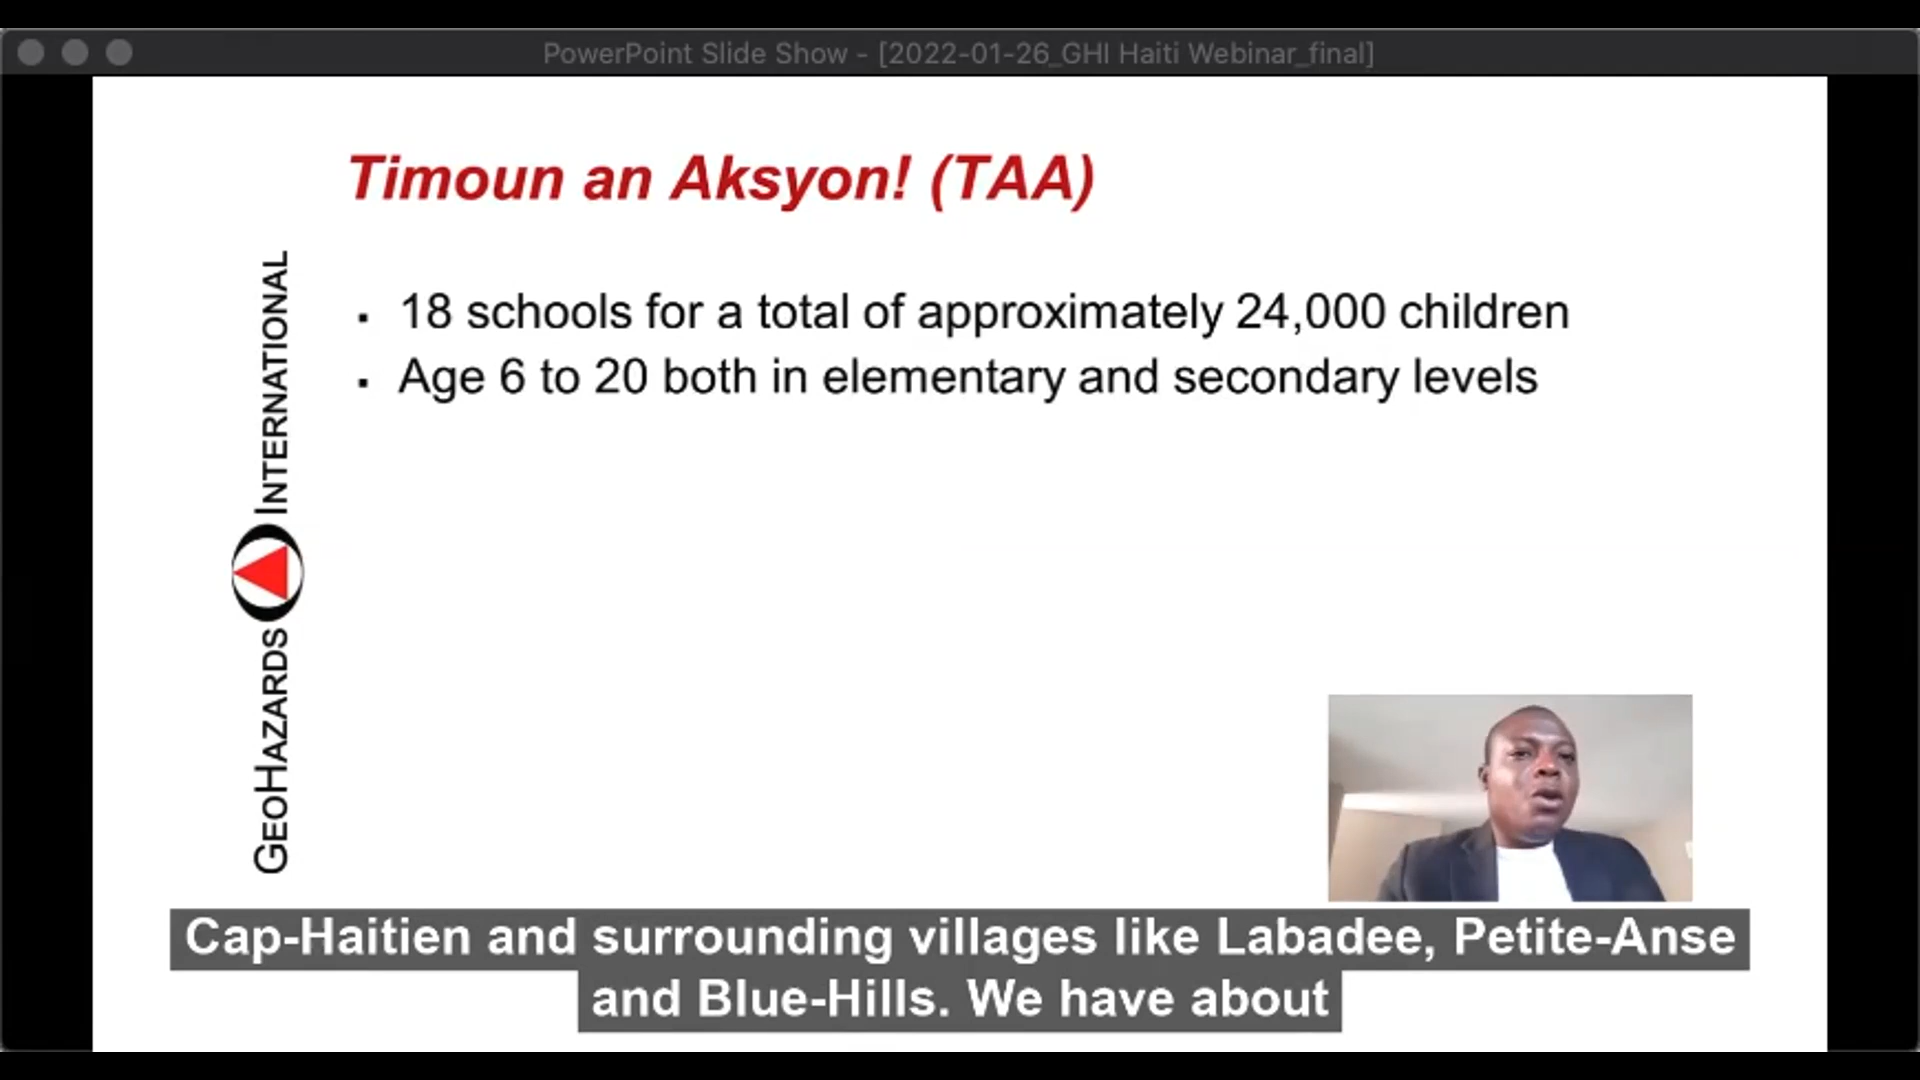 PowerPoint Slide Show - [2022-01-26_GHI Haiti Webinar_final]
Timoun an Aksyon! (TAA)
▪ 18 schools for a total of approximately 24,000 children
▪ Age 6 to 20 both in elementary and secondary levels
GEOHAZARDS INTERNATIONAL
Cap-Haitien and surrounding villages like Labadee, Petite-Anse
and Blue-Hills. We have about